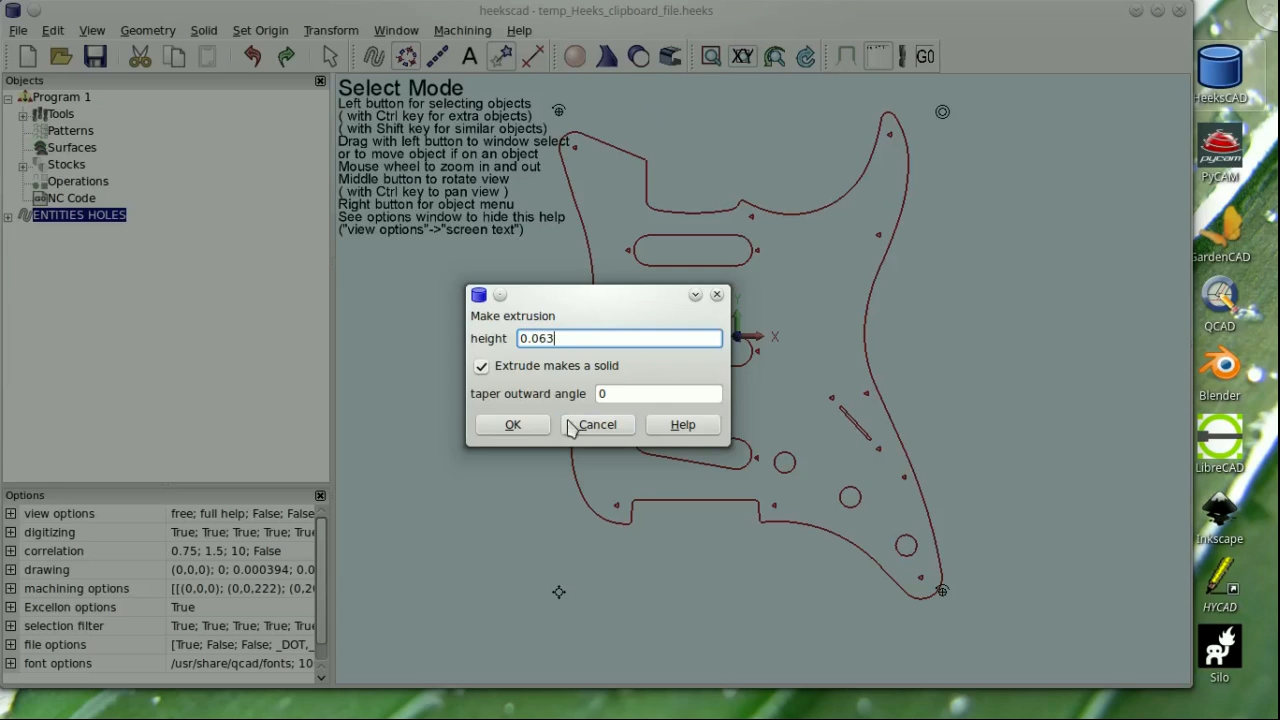 heekscad - temp_Heeks_clipboard_file.heeks
File Edit View Geometry Solid Set Origin Transform Window Machining Help
A XY G0
Objects
Program 1
Tools
Patterns
Surfaces
Stocks
Operations
NC Code
ENTITIES HOLES
Select Mode
Left button for selecting objects
( with Ctrl key for extra objects)
( with Shift key for similar objects)
Drag with left button to window select
or to move object if on an object
Mouse wheel to zoom in and out
Middle button to rotate view
( with Ctrl key to pan view )
Right button for object menu
See options window to hide this help
("view options"->"screen text")
X
Make extrusion
height 0.063
Extrude makes a solid
taper outward angle 0
OK Cancel Help
Options
view options free; full help; False; False
digitizing True; True; True; True;
correlation 0.75; 1.5; 10; False
drawing (0,0,0); 0; 0.000394; 0.0
machining options [[(0,0,0); (0,0,222); (0,2
Excellon options True
selection filter True; True; True; True;
file options [True; False; False; _DOT,_
font options /usr/share/qcad/fonts; 10
HeeksCAD
pycam
PyCAM
GardenCAD
QCAD
Blender
LibreCAD
Inkscape
HYCAD
Silo